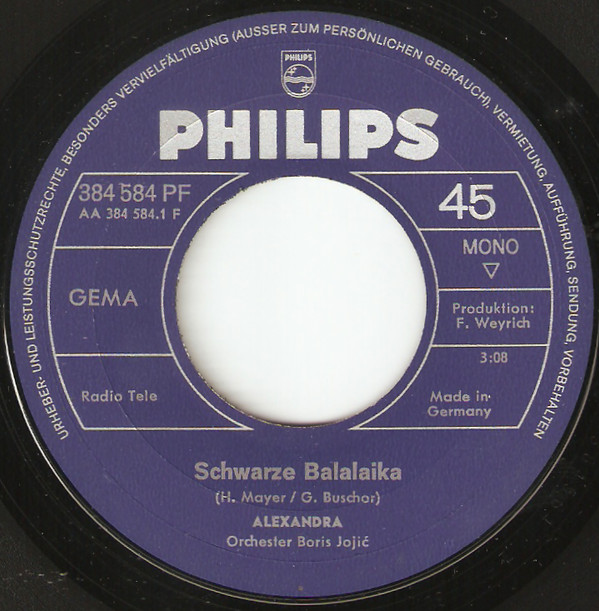 URHEBER- UND LEISTUNGSSCHUTZRECHTE, BESONDERS VERVIELFÄLTIGUNG (AUSSER ZUM PERSÖNLICHEN GEBRAUCH), VERMIETUNG, AUFFÜHRUNG, SENDUNG, VORBEHALTEN
PHILIPS
PHILIPS
384 584 PF
AA 384 584.1 F
45
MONO
GEMA
Produktion:
F. Weyrich
3:08
Radio Tele
Made in
Germany
Schwarze Balalaika
(H. Mayer / G. Buschor)
ALEXANDRA
Orchester Boris Jojić